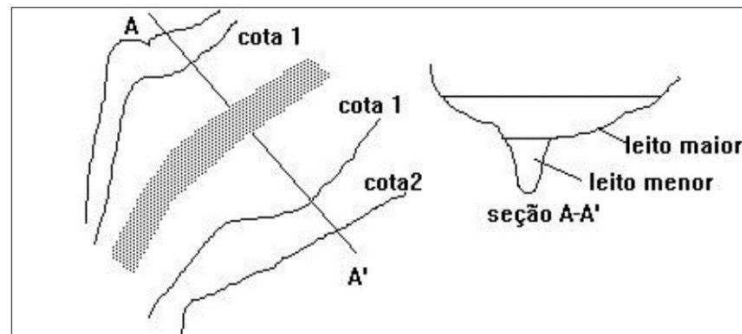 A
cota 1
cota 1
cota2
A'
leito maior
leito menor
seção A-A'